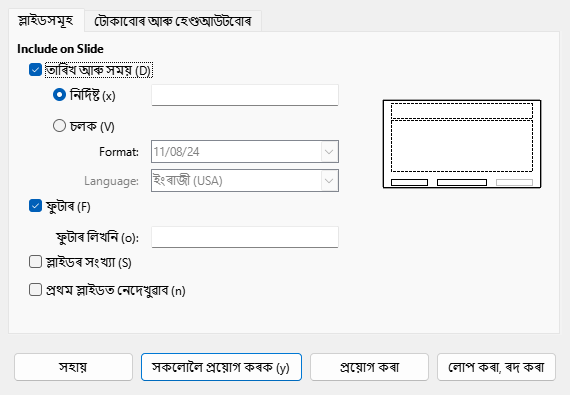 স্লাইডসমূহ
টোকাবোৰ আৰু হেণ্ডআউটবোৰ
Include on Slide
তাৰিখ আৰু সময় (D)
নিৰ্দিষ্ট (x)
চলক (V)
Format: 11/08/24
Language: ইংৰাজী (USA)
ফুটাৰ (F)
ফুটাৰ লিখনি (o):
স্লাইডৰ সংখ্যা (S)
প্ৰথম স্লাইডত নেদেখুৱাব (n)
সহায়
সকলোলৈ প্ৰয়োগ কৰক (y)
প্ৰয়োগ কৰা
লোপ কৰা, ৰদ কৰা